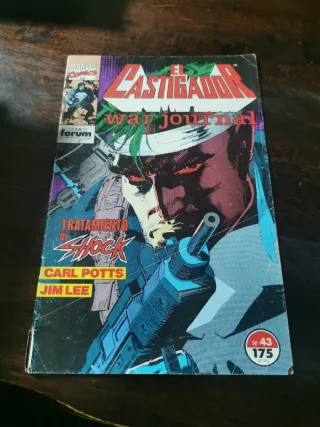 MARVEL
COMICS
EL
CASTIGADOR
war journal
forum
TRATAMIENTO
DE
SHOCK
CARL POTTS
JIM LEE
Nº 43
175